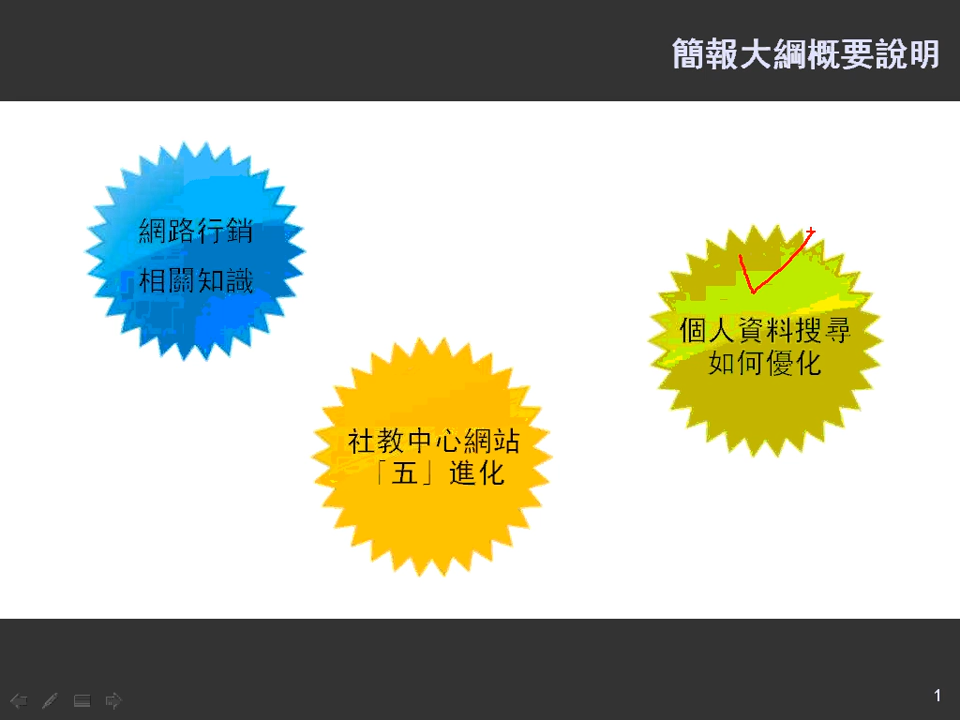 簡報大綱概要說明
網路行銷
相關知識
社教中心網站
「五」進化
個人資料搜尋
如何優化
1